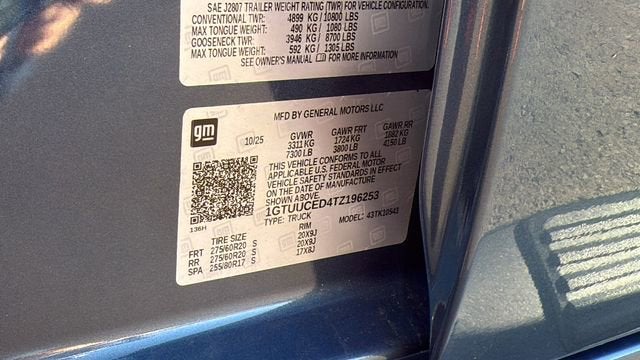 SAE J2807 TRAILER WEIGHT RATING (TWR) FOR VEHICLE CONFIGURATION.
CONVENTIONAL TWR: 4899 KG / 10800 LBS
MAX TONGUE WEIGHT: 490 KG / 1080 LBS
GOOSENECK TWR: 3946 KG / 8700 LBS
MAX TONGUE WEIGHT: 592 KG / 1305 LBS
SEE OWNER'S MANUAL FOR MORE INFORMATION
gm
MFD BY GENERAL MOTORS LLC
10/25 GVWR GAWR FRT GAWR RR
3311 KG 1724 KG 1882 KG
7300 LB 3800 LB 4150 LB
THIS VEHICLE CONFORMS TO ALL
APPLICABLE U.S. FEDERAL MOTOR
VEHICLE SAFETY STANDARDS IN EFFECT
ON THE DATE OF MANUFACTURE
SHOWN ABOVE.
1GTUUCED4TZ196253
TYPE: TRUCK MODEL: 43TK10543
136H
TIRE SIZE RIM
FRT 275/60R20 S 20X9J
RR 275/60R20 S 20X9J
SPA 255/80R17 S 17X8J